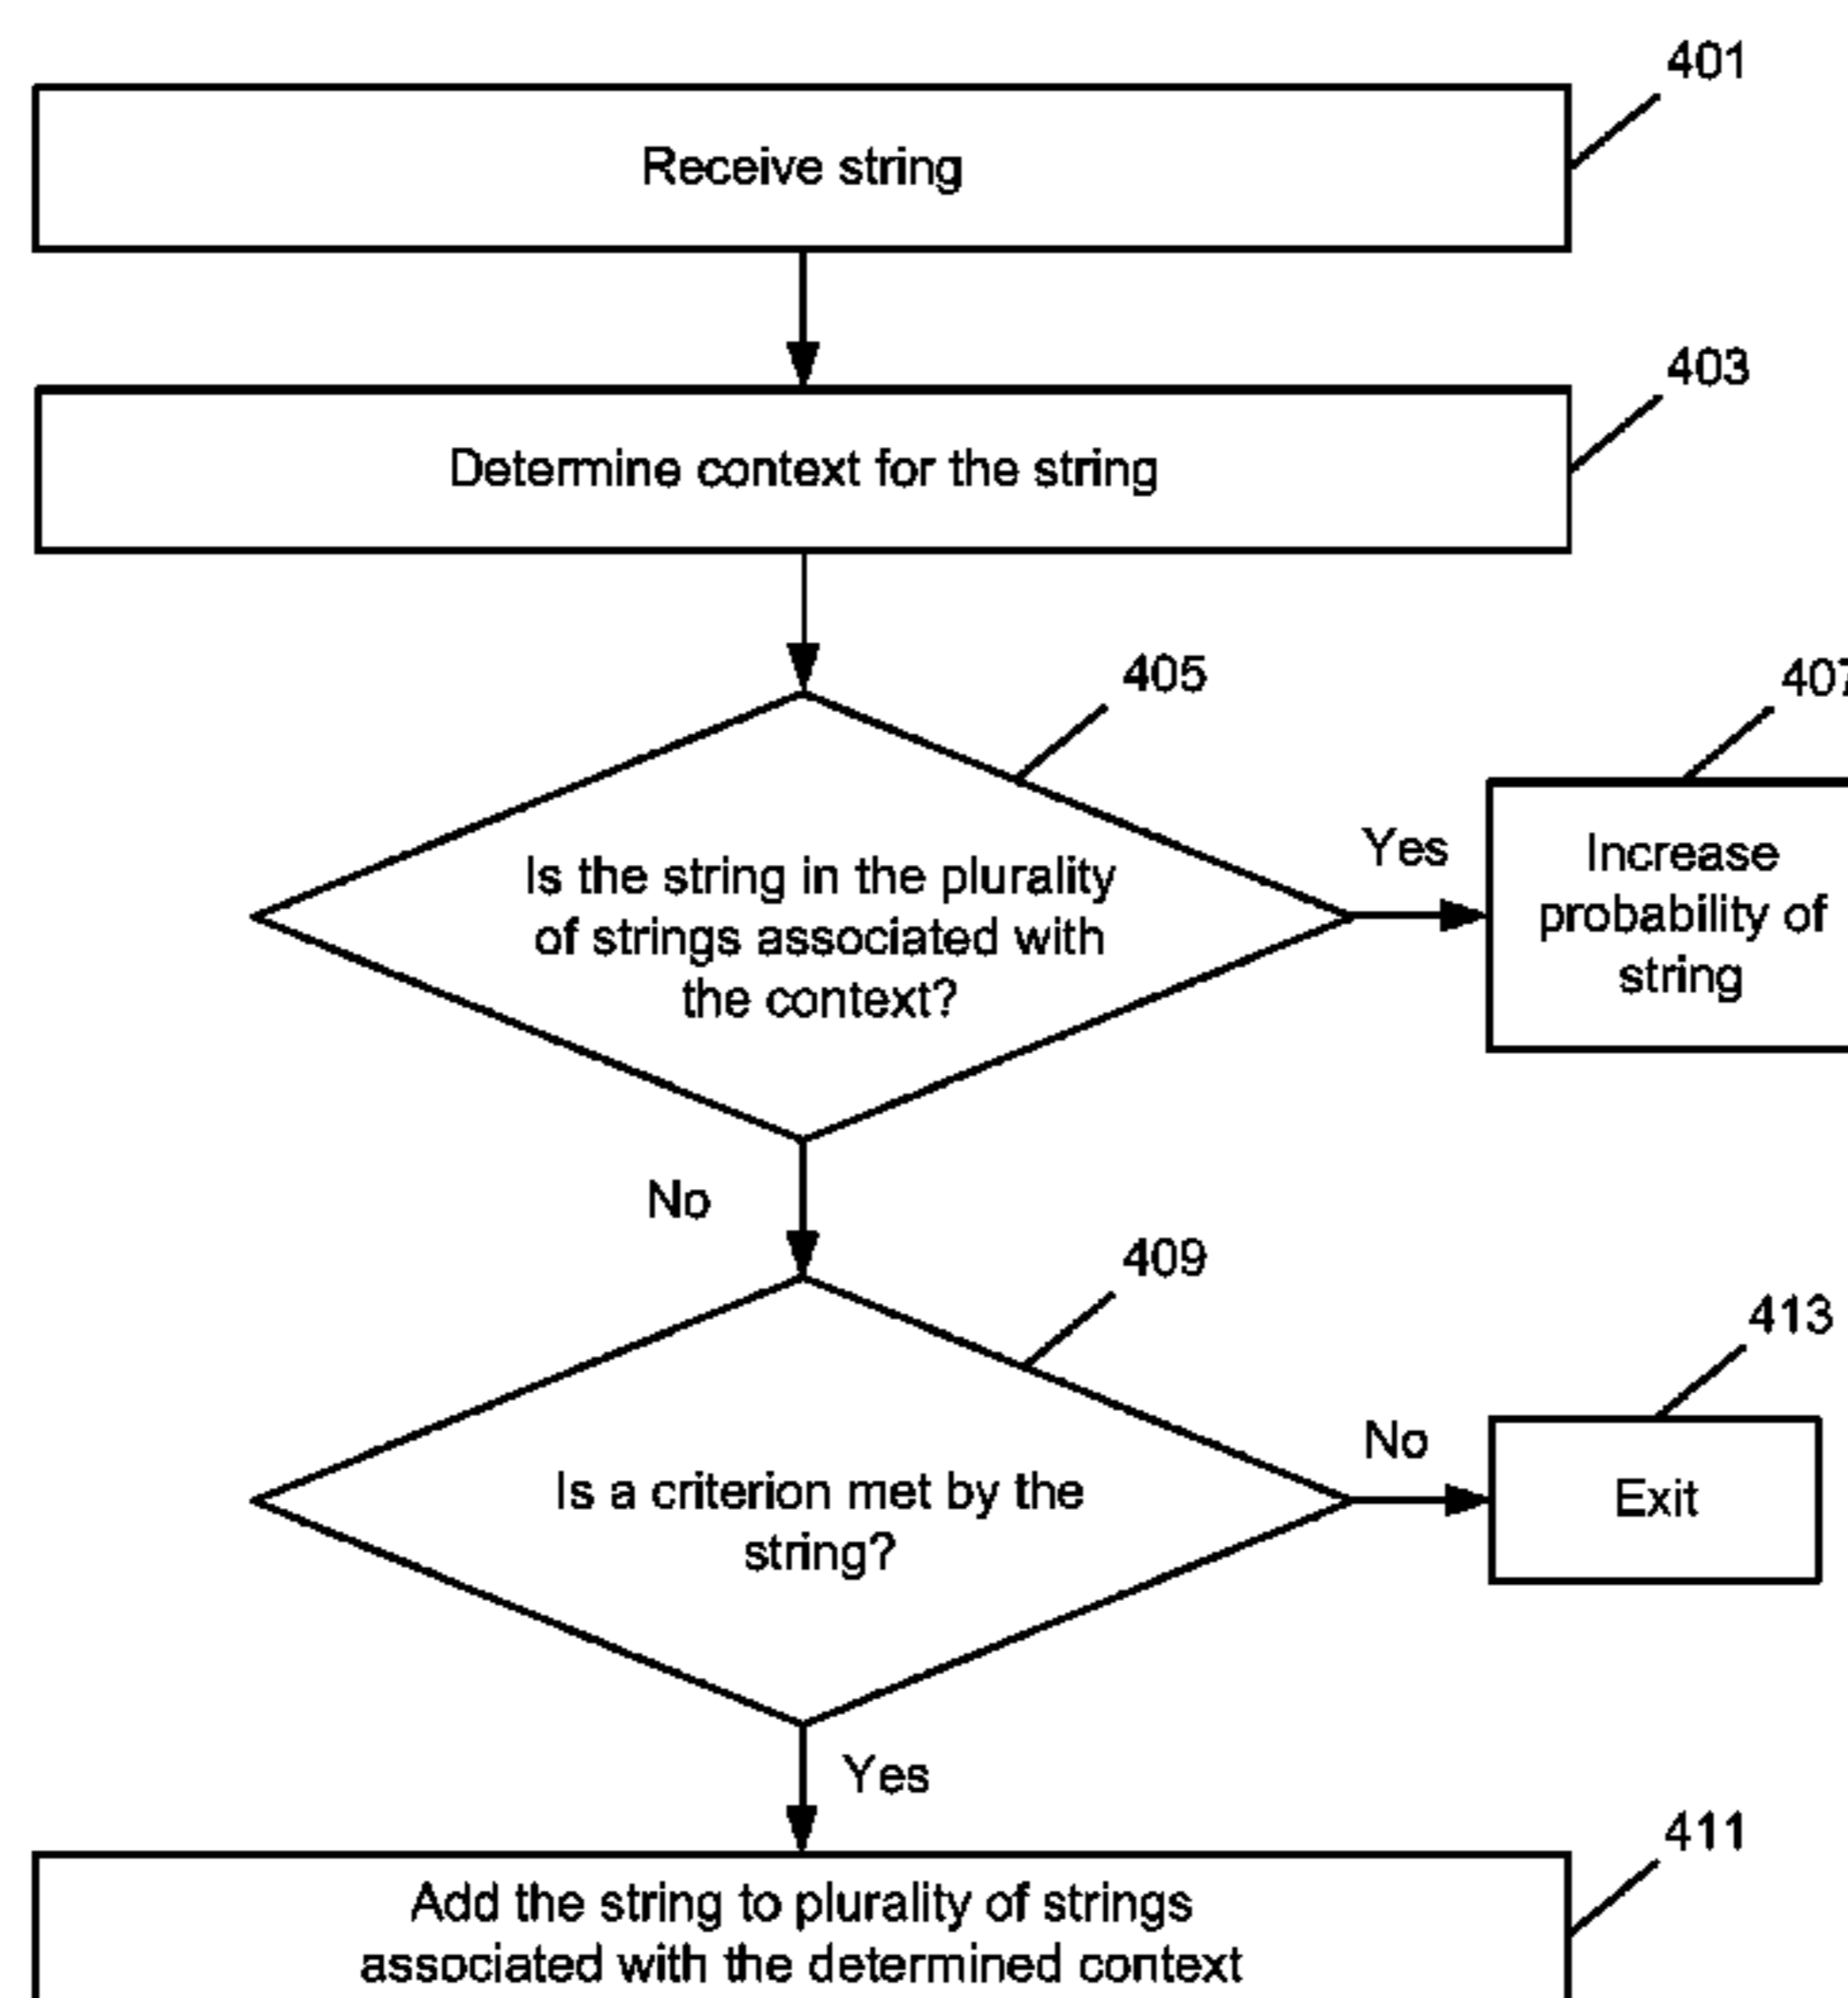 401
Receive string
403
Determine context for the string
405
407
Is the string in the plurality
of strings associated with
the context?
Yes
Increase
probability of
string
No
409
413
Is a criterion met by the
string?
No
Exit
Yes
411
Add the string to plurality of strings
associated with the determined context